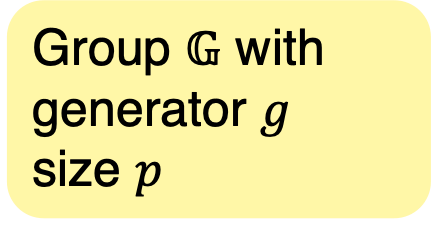 Group 𝔾 with
generator 𝑔
size 𝑝